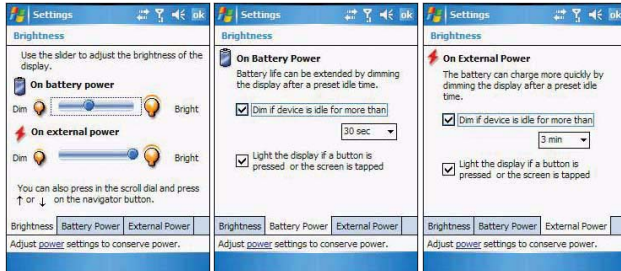 Settings
ok
Brightness
Use the slider to adjust the brightness of the
display.
On battery power
Dim
Bright
On external power
Dim
Bright
You can also press in the scroll dial and press
↑ or ↓ on the navigator
button.
Brightness Battery Power External Power
Adjust power settings to conserve power.
Settings
ok
Brightness
On Battery Power
Battery life can be extended by dimming
the display after a preset idle time.
Dim if device is idle for more than
30 sec
Light the display if a button is
pressed or the screen is tapped
Brightness Battery Power External Power
Adjust power settings to conserve power.
Settings
ok
Brightness
On External Power
The battery can charge more quickly by
dimming the display after a preset idle
time.
Dim if device is idle for more than
3 min
Light the display if a button is
pressed or the screen is tapped
Brightness Battery Power External Power
Adjust power settings to conserve power.